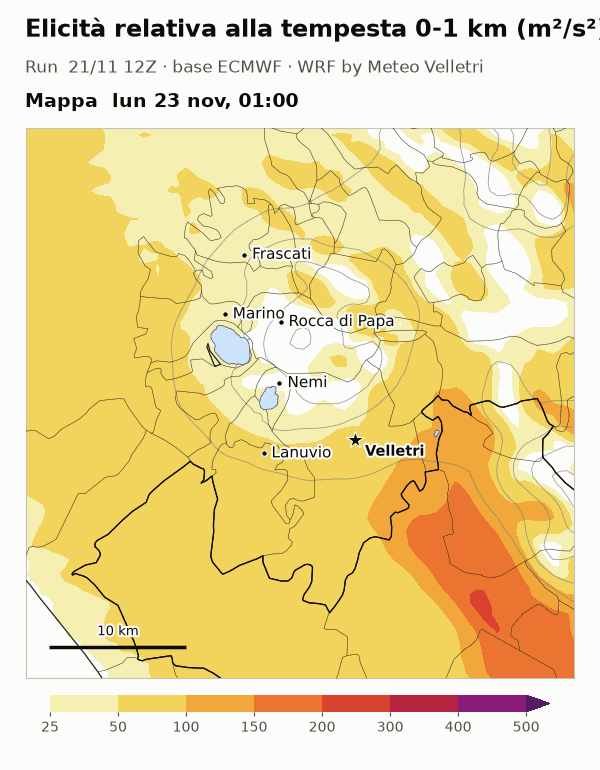 Elicità relativa alla tempesta 0-1 km (m²/s²)
Run 21/11 12Z · base ECMWF · WRF by Meteo Velletri
Mappa lun 23 nov, 01:00
Frascati
Marino
Rocca di Papa
Nemi
Velletri
Lanuvio
10 km
25 50 100 150 200 300 400 500